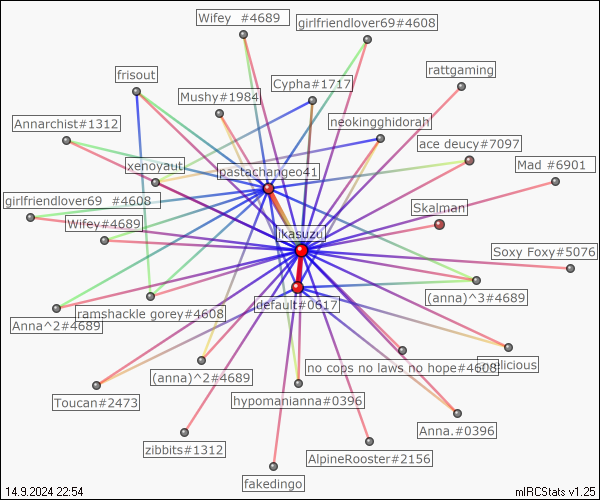 Wifey  #4689
girlfriendlover69#4608
rattgaming
frisout
Cypha#1717
Mushy#1984
neokingghidorah
Annarchist#1312
ace deucy#7097
Mad #6901
xenoyaut
pastachangeo41
girlfriendlover69  #4608
Skalman
Wifey#4689
ikasuzu
Soxy Foxy#5076
(anna)^3#4689
default#0617
Anna^2#4689
ramshackle gorey#4608
no cops no laws no hope#4608
(anna)^2#4689
hypomanianna#0396
Toucan#2473
Anna.#0396
zibbits#1312
AlpineRooster#2156
fakedingo
14.9.2024 22:54
mIRCStats v1.25